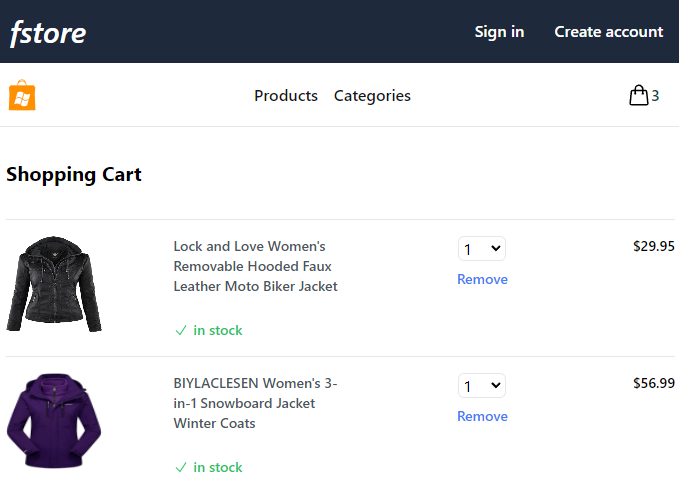 fstore
Sign in
Create account
Products
Categories
3
Shopping Cart
Lock and Love Women's
Removable Hooded Faux
Leather Moto Biker Jacket
in stock
1
Remove
$29.95
BIYLACLESEN Women's 3-
in-1 Snowboard Jacket
Winter Coats
in stock
1
Remove
$56.99